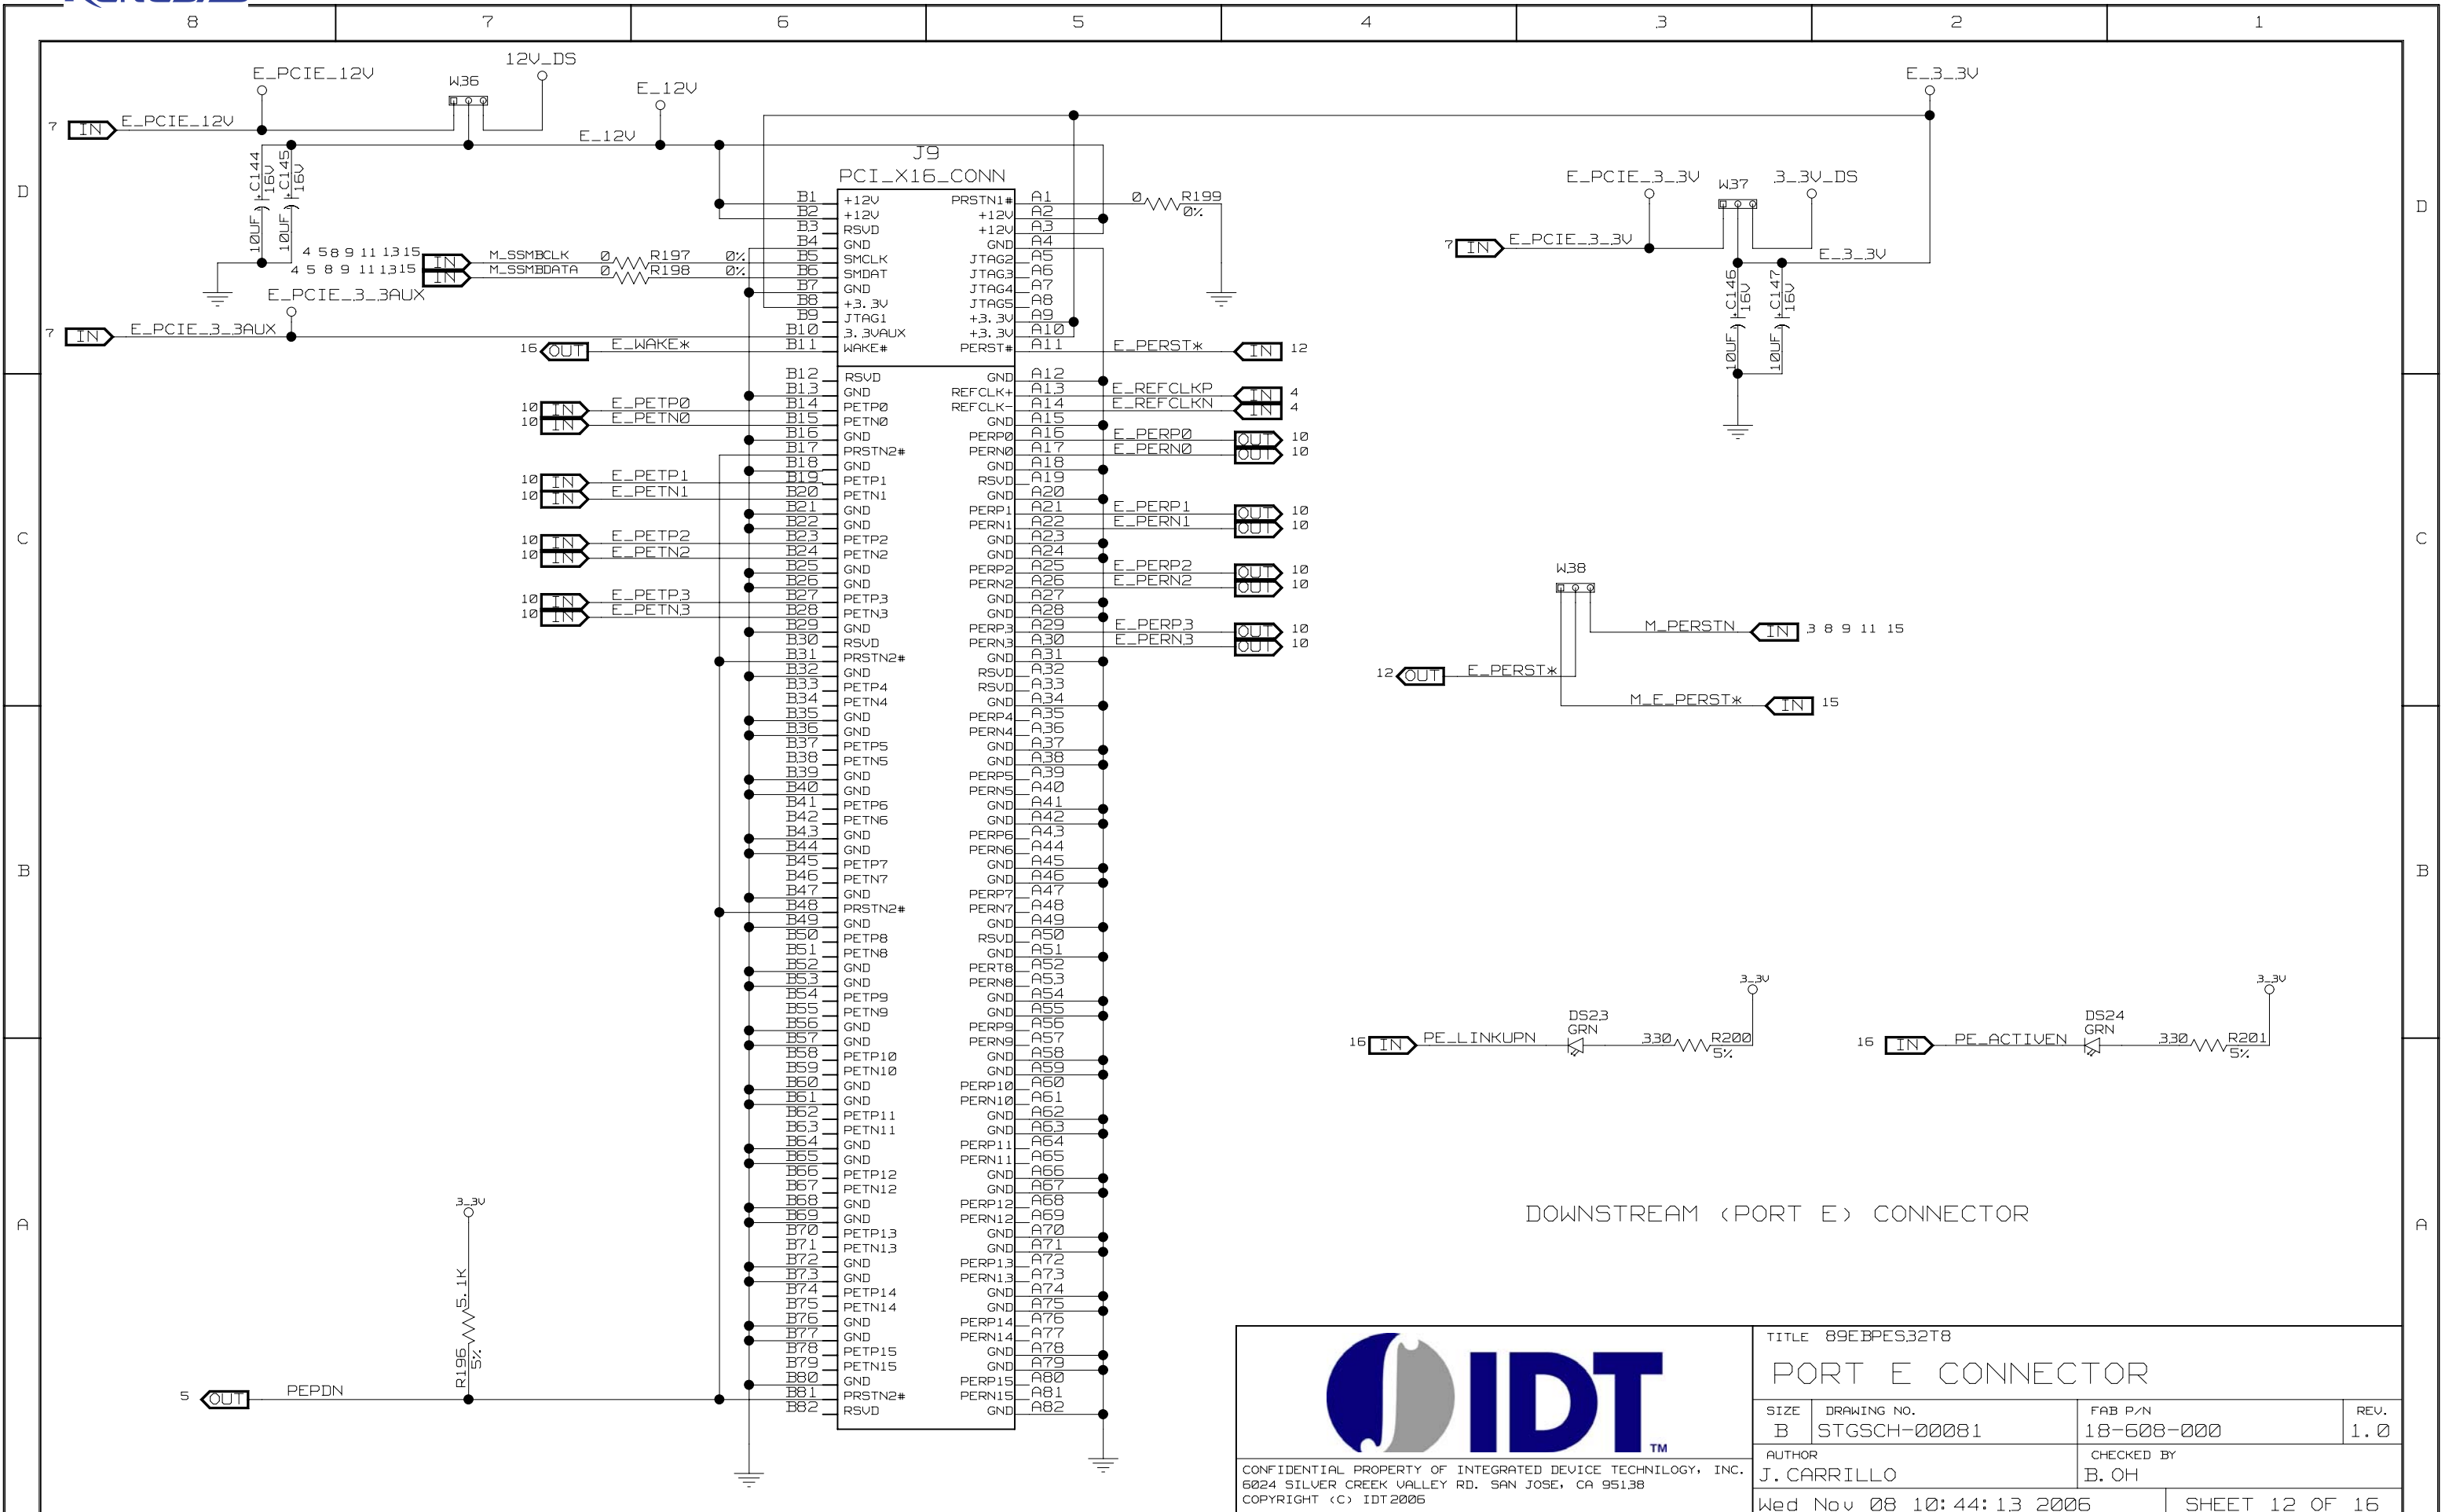 8 7 6 5 4 3 2 1
E_PCIE_12V
W36
12V_DS
E_12V
7 IN E_PCIE_12V
E_12V
E_3_3V
C144 16V 10UF
C145 16V 10UF
J9
PCI_X16_CONN
D
E_PCIE_3_3V
W37
3_3V_DS
D
7 IN E_PCIE_3_3V
E_3_3V
C146 16V 10UF
C147 16V 10UF
4 5 8 9 11 13 15 IN M_SSMBCLK 0 R197 0%
4 5 8 9 11 13 15 IN M_SSMBDATA 0 R198 0%
E_PCIE_3_3AUX
7 IN E_PCIE_3_3AUX
16 OUT E_WAKE*
B1 +12V PRSTN1# A1 0 R199 0%
B2 +12V +12V A2
B3 RSVD +12V A3
B4 GND GND A4
B5 SMCLK JTAG2 A5
B6 SMDAT JTAG3 A6
B7 GND JTAG4 A7
B8 +3.3V JTAG5 A8
B9 JTAG1 +3.3V A9
B10 3.3VAUX +3.3V A10
B11 WAKE# PERST# A11 E_PERST* IN 12
B12 RSVD GND A12
B13 GND REFCLK+ A13 E_REFCLKP IN 4
10 IN E_PETP0 B14 PETP0 REFCLK- A14 E_REFCLKN IN 4
10 IN E_PETN0 B15 PETN0 GND A15
B16 GND PERP0 A16 E_PERP0 OUT 10
B17 PRSTN2# PERN0 A17 E_PERN0 OUT 10
B18 GND GND A18
10 IN E_PETP1 B19 PETP1 RSVD A19
10 IN E_PETN1 B20 PETN1 GND A20
B21 GND PERP1 A21 E_PERP1 OUT 10
B22 GND PERN1 A22 E_PERN1 OUT 10
10 IN E_PETP2 B23 PETP2 GND A23
10 IN E_PETN2 B24 PETN2 GND A24
B25 GND PERP2 A25 E_PERP2 OUT 10
B26 GND PERN2 A26 E_PERN2 OUT 10
10 IN E_PETP3 B27 PETP3 GND A27
10 IN E_PETN3 B28 PETN3 GND A28
B29 GND PERP3 A29 E_PERP3 OUT 10
B30 RSVD PERN3 A30 E_PERN3 OUT 10
B31 PRSTN2# GND A31
B32 GND RSVD A32
B33 PETP4 RSVD A33
B34 PETN4 GND A34
B35 GND PERP4 A35
B36 GND PERN4 A36
B37 PETP5 GND A37
B38 PETN5 GND A38
B39 GND PERP5 A39
B40 GND PERN5 A40
B41 PETP6 GND A41
B42 PETN6 GND A42
B43 GND PERP6 A43
B44 GND PERN6 A44
B45 PETP7 GND A45
B46 PETN7 GND A46
B47 GND PERP7 A47
B48 PRSTN2# PERN7 A48
B49 GND GND A49
B50 PETP8 RSVD A50
B51 PETN8 GND A51
B52 GND PERT8 A52
B53 GND PERN8 A53
B54 PETP9 GND A54
B55 PETN9 GND A55
B56 GND PERP9 A56
B57 GND PERN9 A57
B58 PETP10 GND A58
B59 PETN10 GND A59
B60 GND PERP10 A60
B61 GND PERN10 A61
B62 PETP11 GND A62
B63 PETN11 GND A63
B64 GND PERP11 A64
B65 GND PERN11 A65
B66 PETP12 GND A66
B67 PETN12 GND A67
B68 GND PERP12 A68
B69 GND PERN12 A69
B70 PETP13 GND A70
B71 PETN13 GND A71
B72 GND PERP13 A72
B73 GND PERN13 A73
B74 PETP14 GND A74
B75 PETN14 GND A75
B76 GND PERP14 A76
B77 GND PERN14 A77
B78 PETP15 GND A78
B79 PETN15 GND A79
B80 GND PERP15 A80
B81 PRSTN2# PERN15 A81
B82 RSVD GND A82
C
C
W38
M_PERSTN IN 3 8 9 11 15
12 OUT E_PERST*
M_E_PERST* IN 15
B
B
3_3V
16 IN PE_LINKUPN DS23 GRN 330 R200 5%
3_3V
16 IN PE_ACTIVEN DS24 GRN 330 R201 5%
A
A
DOWNSTREAM (PORT E) CONNECTOR
3_3V
R196 5.1K 5%
5 OUT PEPDN
IDT TM
CONFIDENTIAL PROPERTY OF INTEGRATED DEVICE TECHNILOGY, INC.
6024 SILVER CREEK VALLEY RD. SAN JOSE, CA 95138
COPYRIGHT (C) IDT 2006
TITLE 89EBPES32T8
PORT E CONNECTOR
SIZE B
DRAWING NO. STGSCH-00081
FAB P/N 18-608-000
REV. 1.0
AUTHOR J. CARRILLO
CHECKED BY B. OH
Wed Nov 08 10:44:13 2006
SHEET 12 OF 16